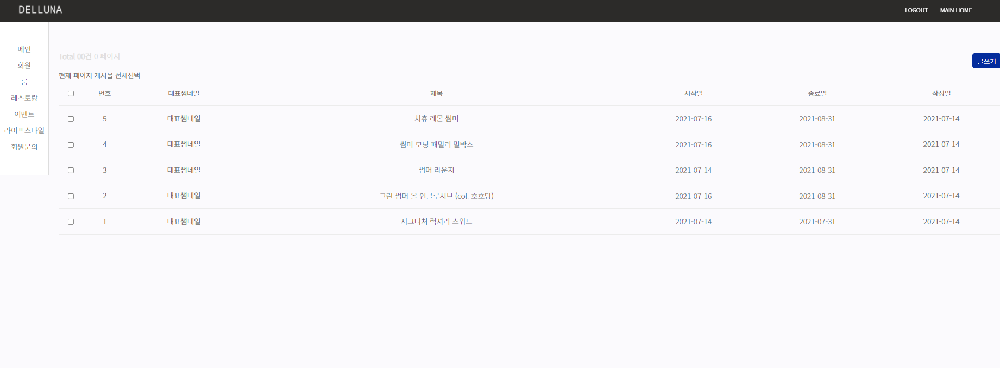 DELLUNA LOGOUT MAIN HOME
메인
회원
룸
레스토랑
이벤트
라이프스타일
회원문의
Total 00건 0 페이지
글쓰기
현재 페이지 게시물 전체선택
번호 대표썸네일 제목 시작일 종료일 작성일
5 대표썸네일 치휴 레몬 썸머 2021-07-16 2021-08-31 2021-07-14
4 대표썸네일 썸머 모닝 패밀리 밀박스 2021-07-16 2021-08-31 2021-07-14
3 대표썸네일 썸머 라운지 2021-07-14 2021-08-31 2021-07-14
2 대표썸네일 그린 썸머 올 인클루시브 (col. 호호당) 2021-07-16 2021-08-31 2021-07-14
1 대표썸네일 시그니처 럭셔리 스위트 2021-07-14 2021-07-31 2021-07-14